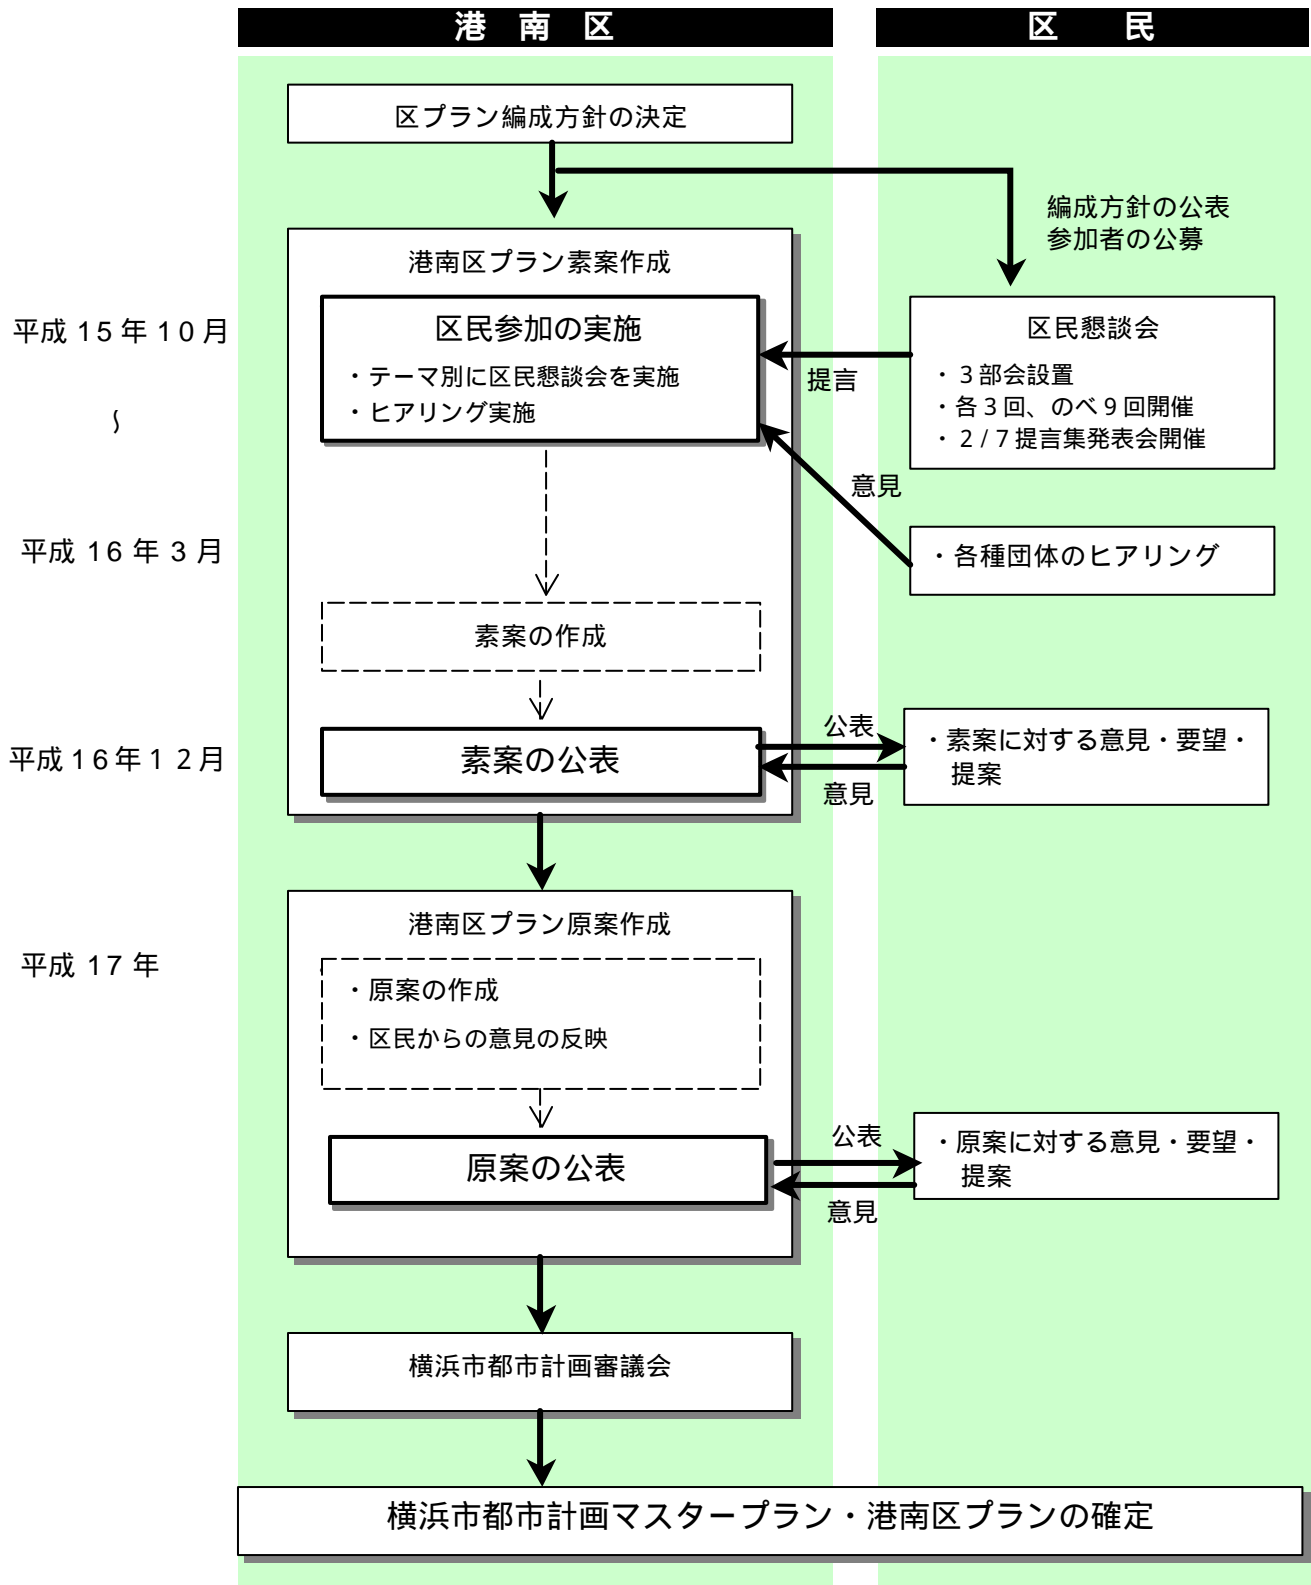 港 南 区
区 民
区プラン編成方針の決定
編成方針の公表
参加者の公募
港南区プラン素案作成
平成 15年10月
～
平成 16年 3月
区民参加の実施
・テーマ別に区民懇談会を実施
・ヒアリング実施
提言
区民懇談会
・3部会設置
・各3回、のべ9回開催
・2/7提言集発表会開催
意見
・各種団体のヒアリング
素案の作成
平成16年12月
素案の公表
公表
意見
・素案に対する意見・要望・
提案
港南区プラン原案作成
平成 17年
・原案の作成
・区民からの意見の反映
原案の公表
公表
意見
・原案に対する意見・要望・
提案
横浜市都市計画審議会
横浜市都市計画マスタープラン・港南区プランの確定